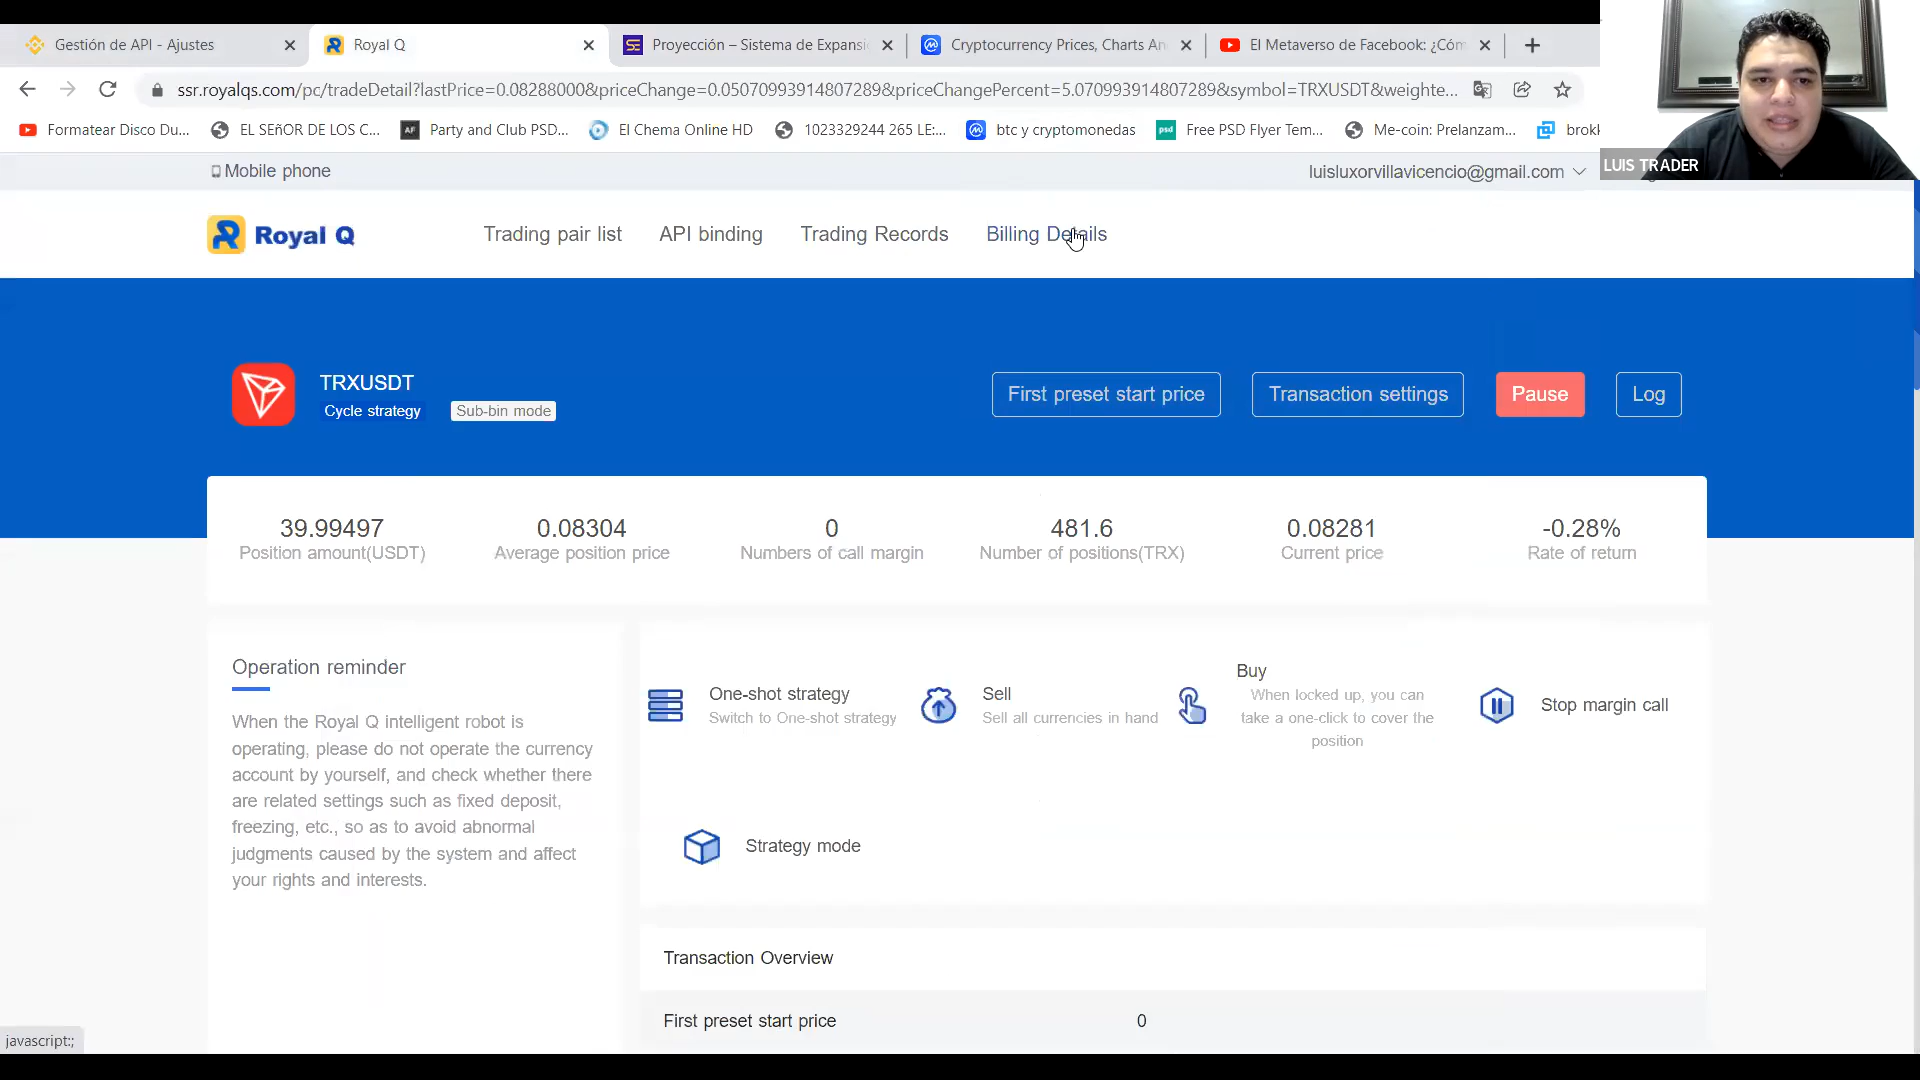 Gestión de API - Ajustes
Royal Q
Proyección – Sistema de Expansi
Cryptocurrency Prices, Charts An
El Metaverso de Facebook: ¿Cóm
ssr.royalqs.com/pc/tradeDetail?lastPrice=0.08288000&priceChange=0.05070993914807289&priceChangePercent=5.070993914807289&symbol=TRXUSDT&weighte...
Formatear Disco Du...
EL SEñOR DE LOS C...
AF
Party and Club PSD...
El Chema Online HD
1023329244 265 LE:...
btc y cryptomonedas
psd
Free PSD Flyer Tem...
Me-coin: Prelanzam...
brokk
LUIS TRADER
Mobile phone
luisluxorvillavicencio@gmail.com
Royal Q
Trading pair list
API binding
Trading Records
Billing Details
TRXUSDT
Cycle strategy
Sub-bin mode
First preset start price
Transaction settings
Pause
Log
39.99497
0.08304
0
481.6
0.08281
-0.28%
Position amount(USDT)
Average position price
Numbers of call margin
Number of positions(TRX)
Current price
Rate of return
Operation reminder
When the Royal Q intelligent robot is
operating, please do not operate the currency
account by yourself, and check whether there
are related settings such as fixed deposit,
freezing, etc., so as to avoid abnormal
judgments caused by the system and affect
your rights and interests.
One-shot strategy
Switch to One-shot strategy
Sell
Sell all currencies in hand
Buy
When locked up, you can
take a one-click to cover the
position
Stop margin call
Strategy mode
Transaction Overview
First preset start price
0
javascript:;